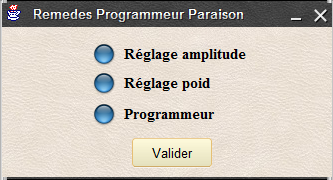 Remedes Programmeur Paraison
Réglage amplitude
Réglage poid
Programmeur
Valider